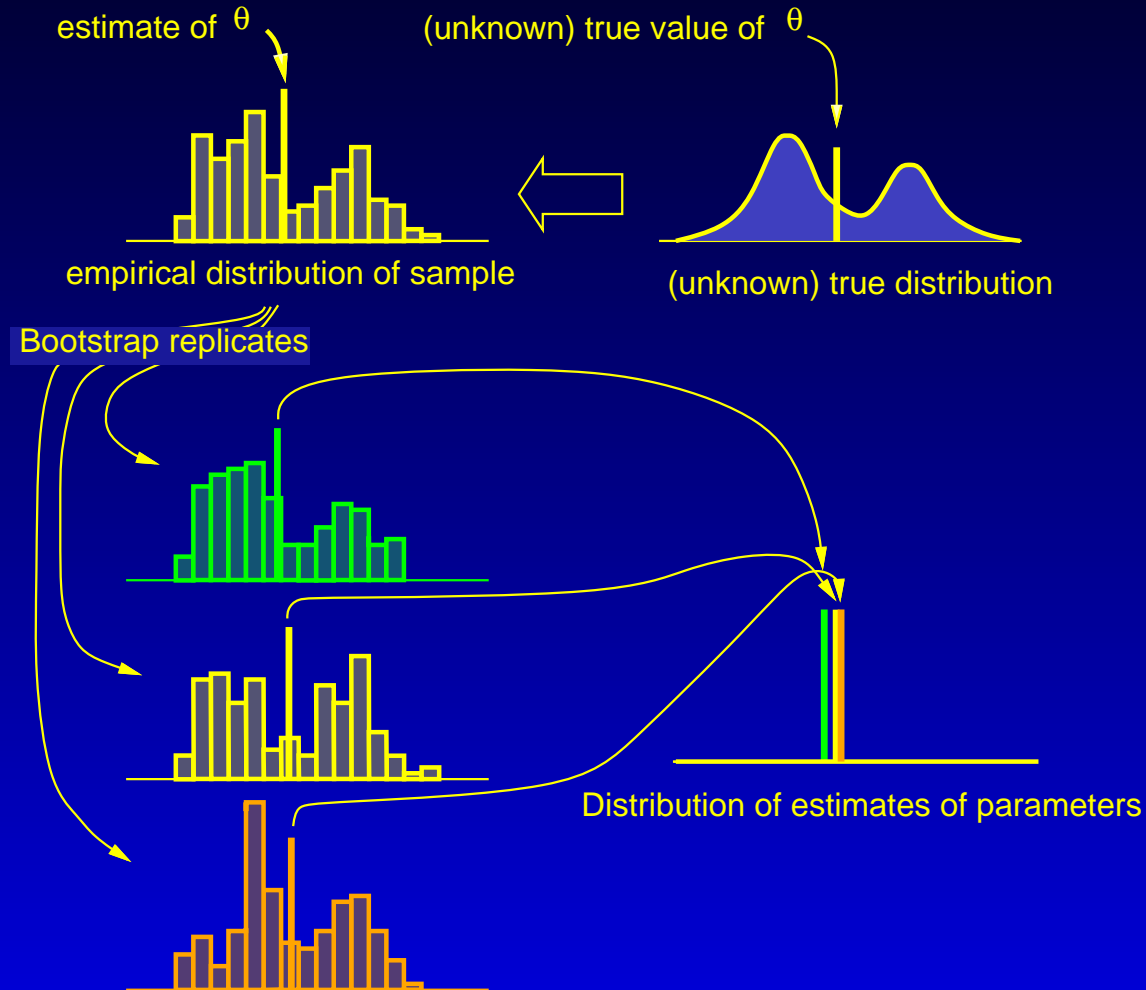 estimate of θ
(unknown) true value of θ
empirical distribution of sample
(unknown) true distribution
Bootstrap replicates
Distribution of estimates of parameters